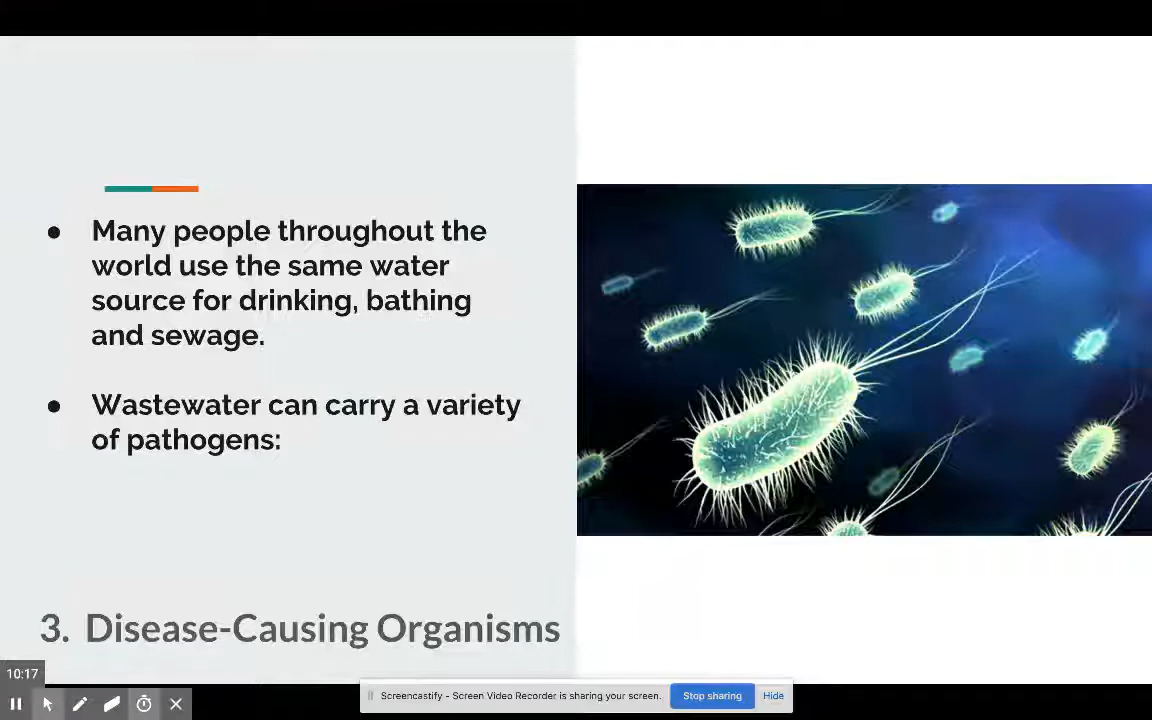 ● Many people throughout the
world use the same water
source for drinking, bathing
and sewage.
● Wastewater can carry a variety
of pathogens:
3. Disease-Causing Organisms
10:17
Screencastify - Screen Video Recorder is sharing your screen. Stop sharing Hide